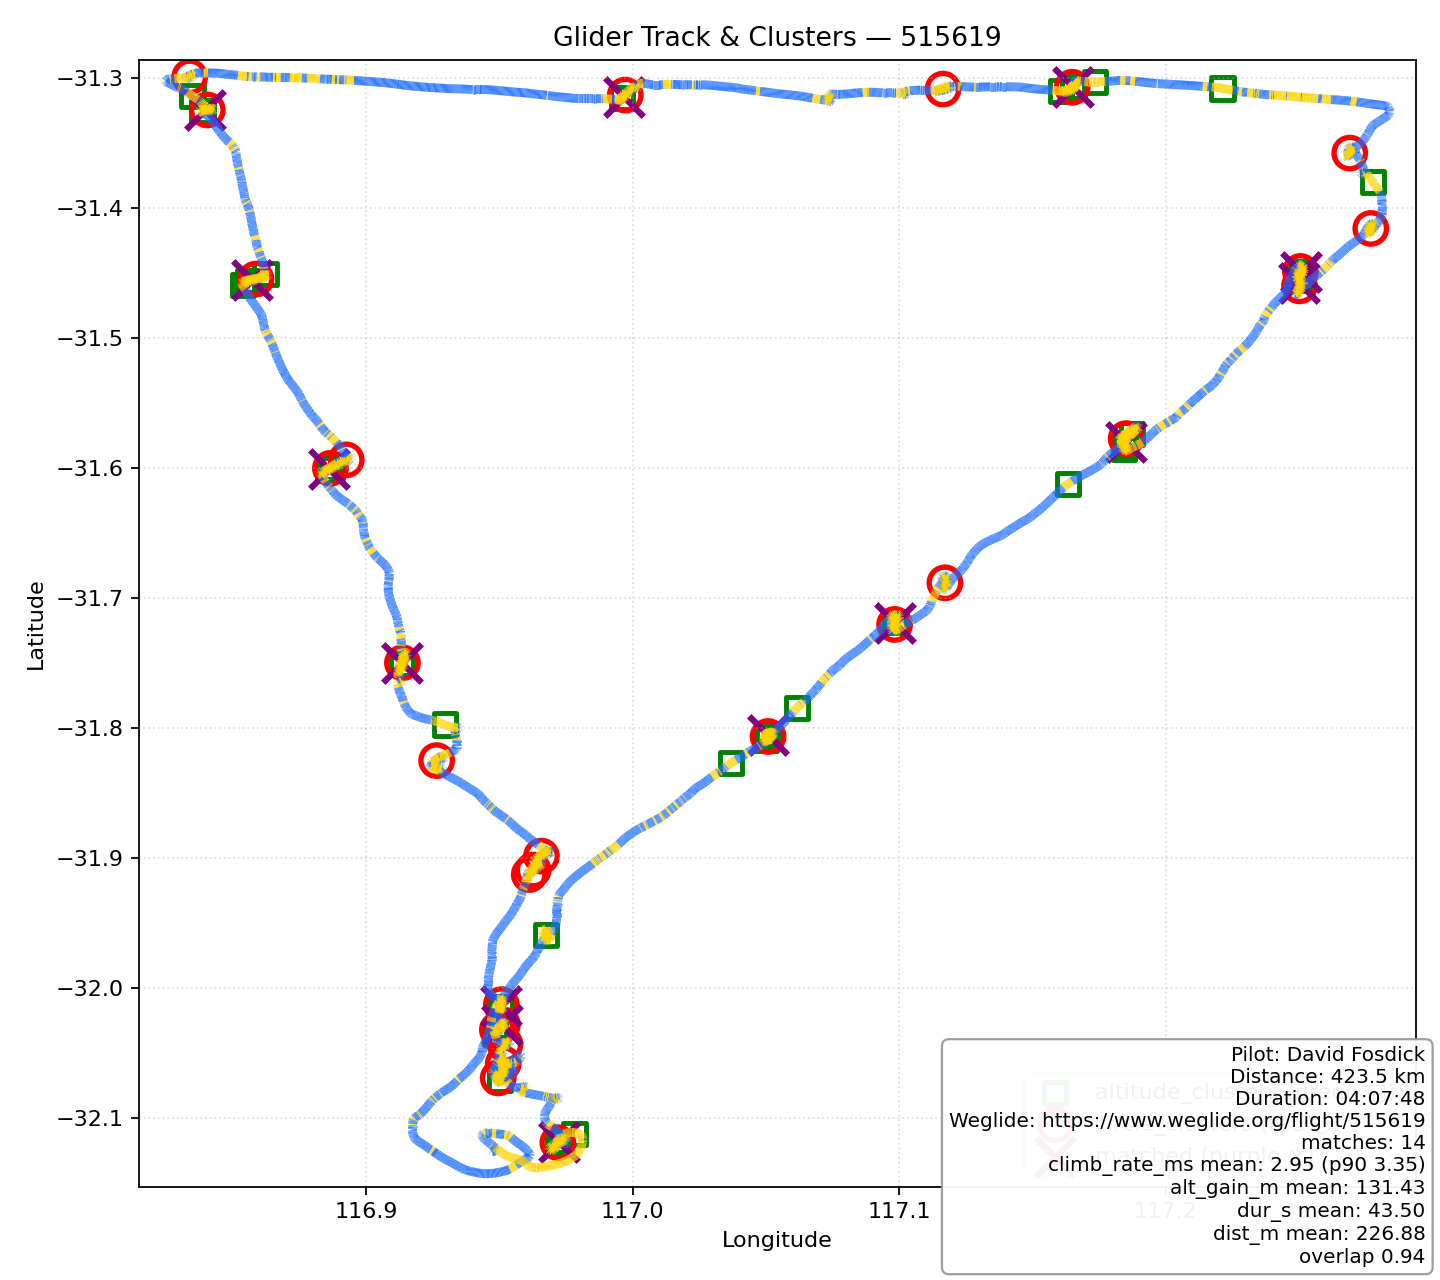 Glider Track & Clusters — 515619
−31.3
−31.4
−31.5
−31.6
−31.7
−31.8
−31.9
−32.0
−32.1
Latitude
116.9
117.0
117.1
117.2
Longitude
altitude_clusters
matched
Pilot: David Fosdick
Distance: 423.5 km
Duration: 04:07:48
Weglide: https://www.weglide.org/flight/515619
matches: 14
climb_rate_ms mean: 2.95 (p90 3.35)
alt_gain_m mean: 131.43
dur_s mean: 43.50
dist_m mean: 226.88
overlap 0.94